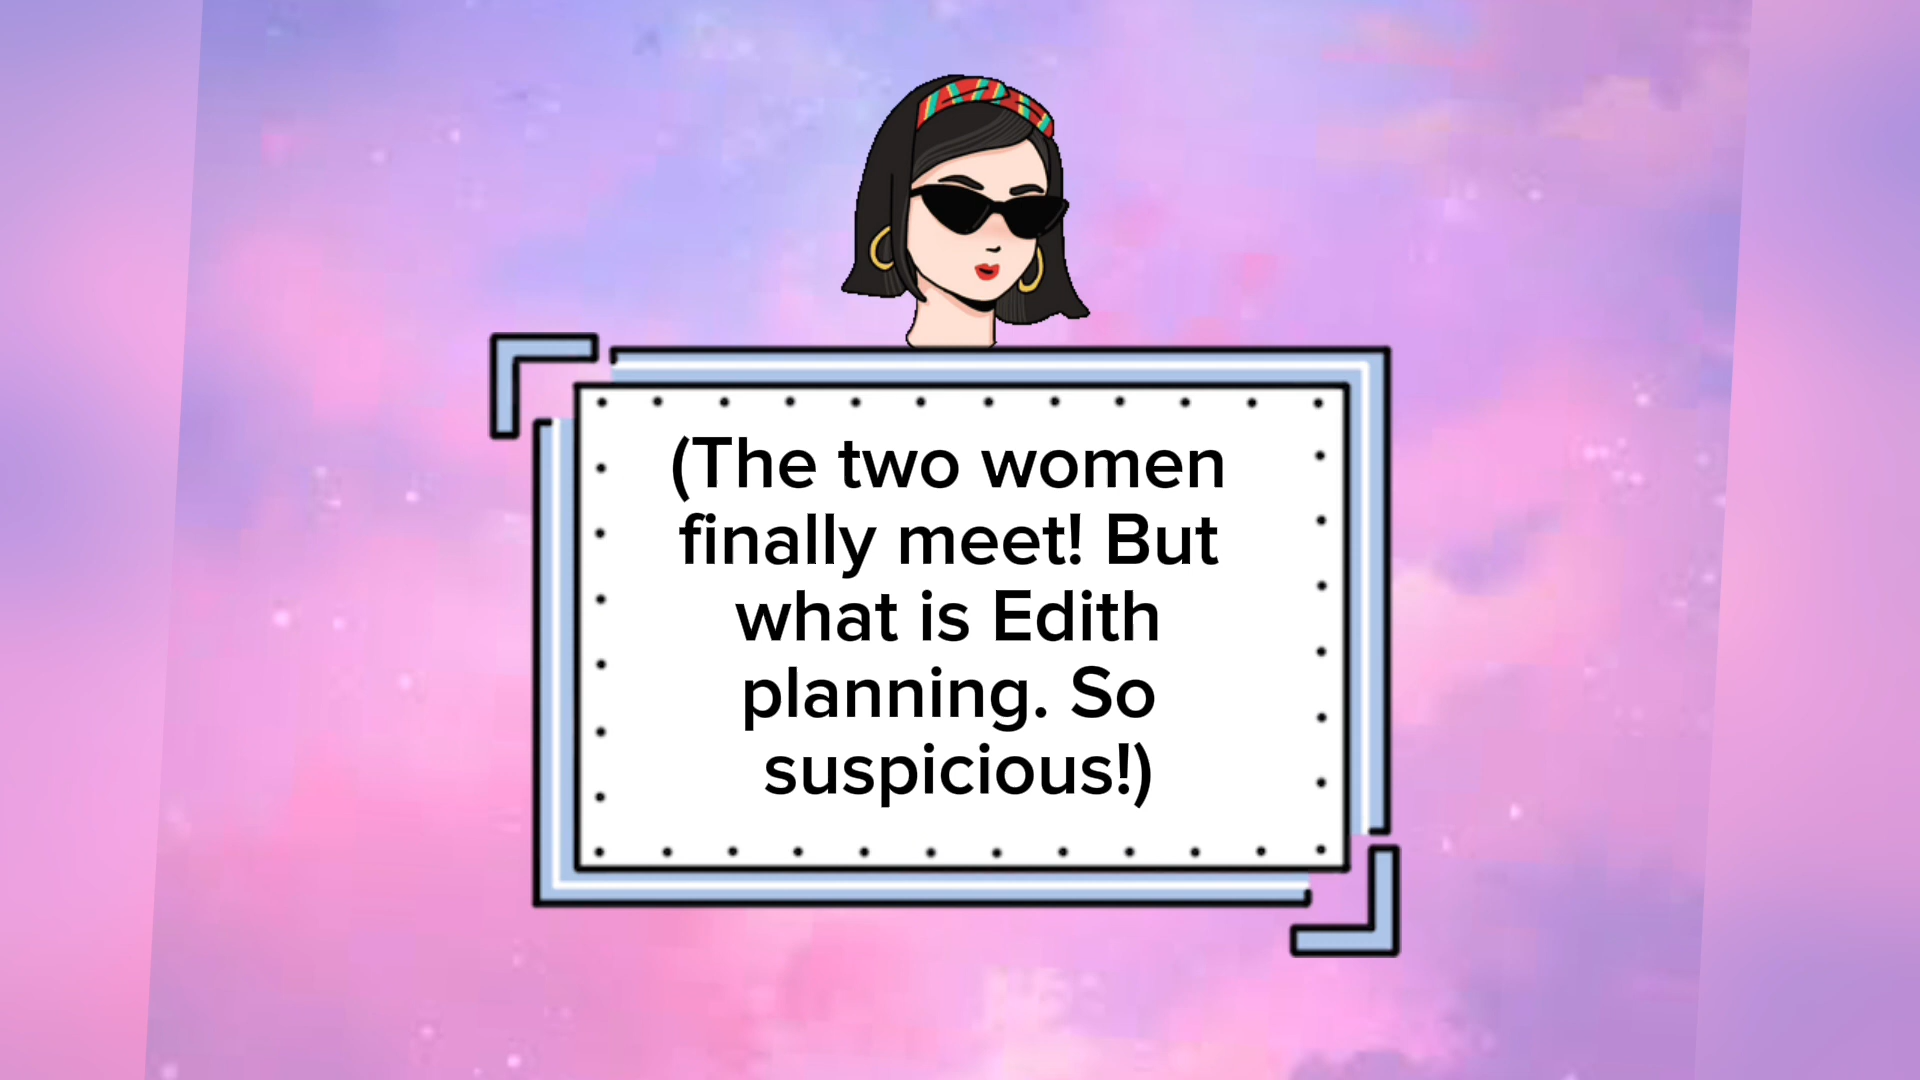 (The two women
finally meet! But
what is Edith
planning. So
suspicious!)